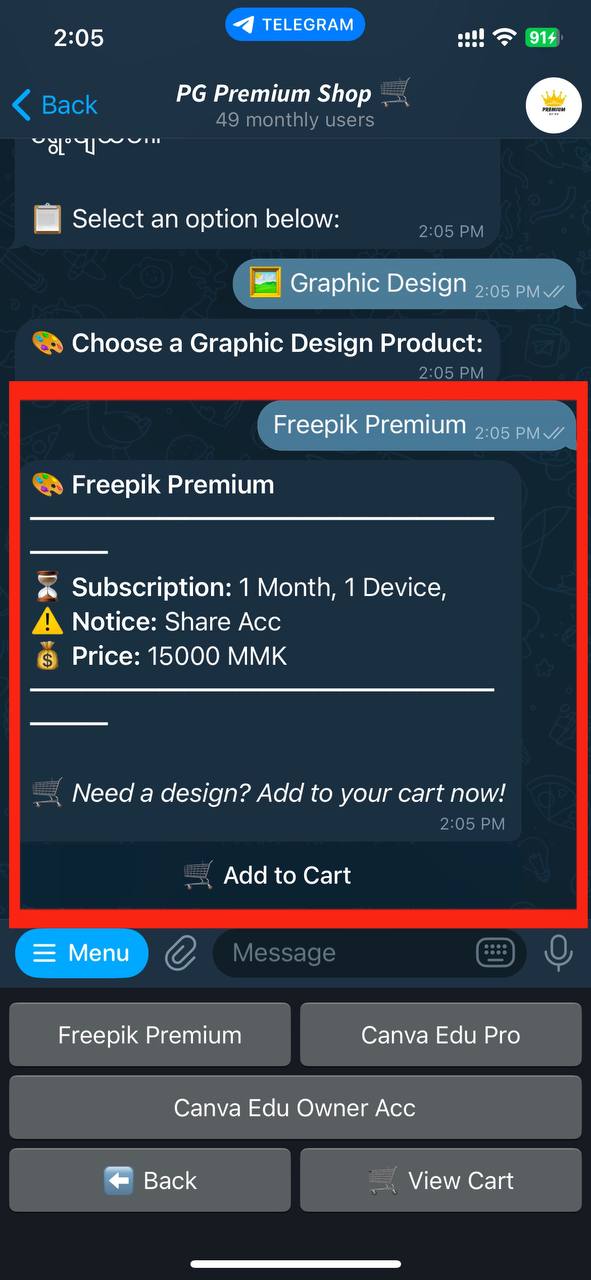 2:05
TELEGRAM
91
Back
PG Premium Shop 🛒
49 monthly users
📋 Select an option below:
2:05 PM
🖼️ Graphic Design 2:05 PM
🎨 Choose a Graphic Design Product:
2:05 PM
Freepik Premium 2:05 PM
🎨 Freepik Premium
⏳ Subscription: 1 Month, 1 Device,
⚠️ Notice: Share Acc
💰 Price: 15000 MMK
🛒 Need a design? Add to your cart now!
2:05 PM
🛒 Add to Cart
Menu
Message
Freepik Premium
Canva Edu Pro
Canva Edu Owner Acc
⬅️ Back
🛒 View Cart